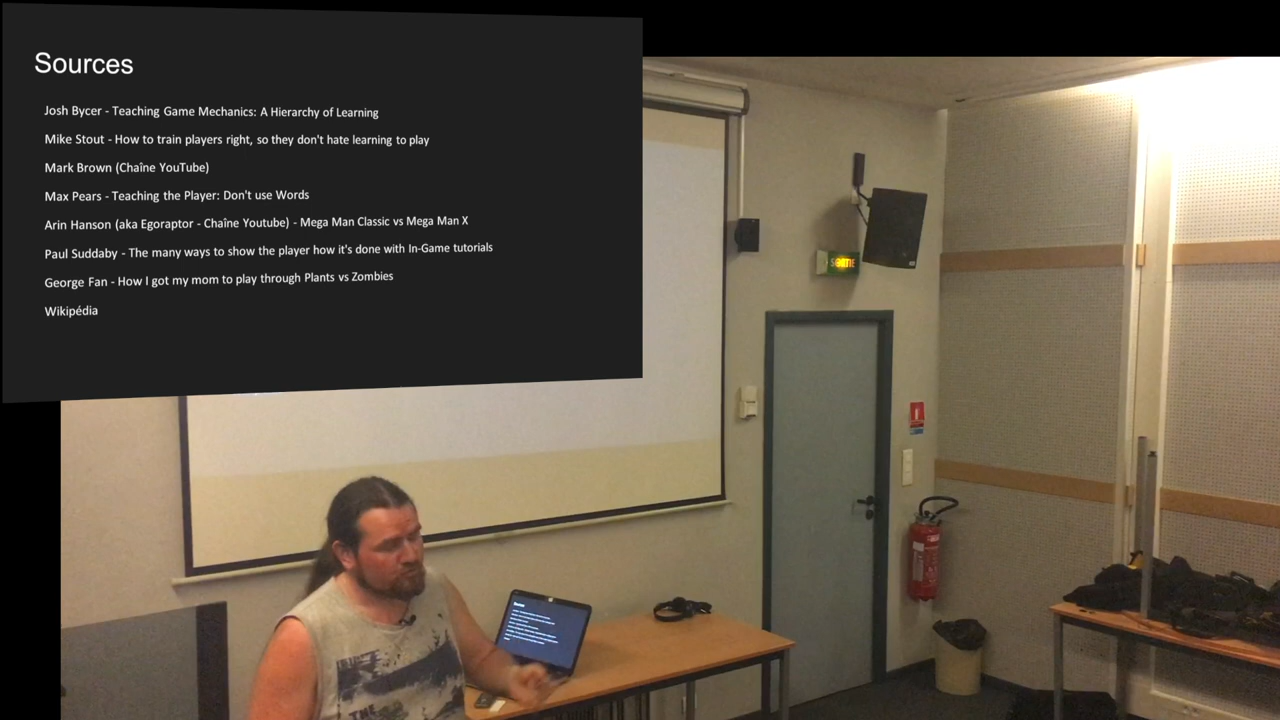 Sources
Josh Bycer - Teaching Game Mechanics: A Hierarchy of Learning
Mike Stout - How to train players right, so they don't hate learning to play
Mark Brown (Chaîne YouTube)
Max Pears - Teaching the Player: Don't use Words
Arin Hanson (aka Egoraptor - Chaîne Youtube) - Mega Man Classic vs Mega Man X
Paul Suddaby - The many ways to show the player how it's done with In-Game tutorials
George Fan - How I got my mom to play through Plants vs Zombies
Wikipédia
SORTIE
THE